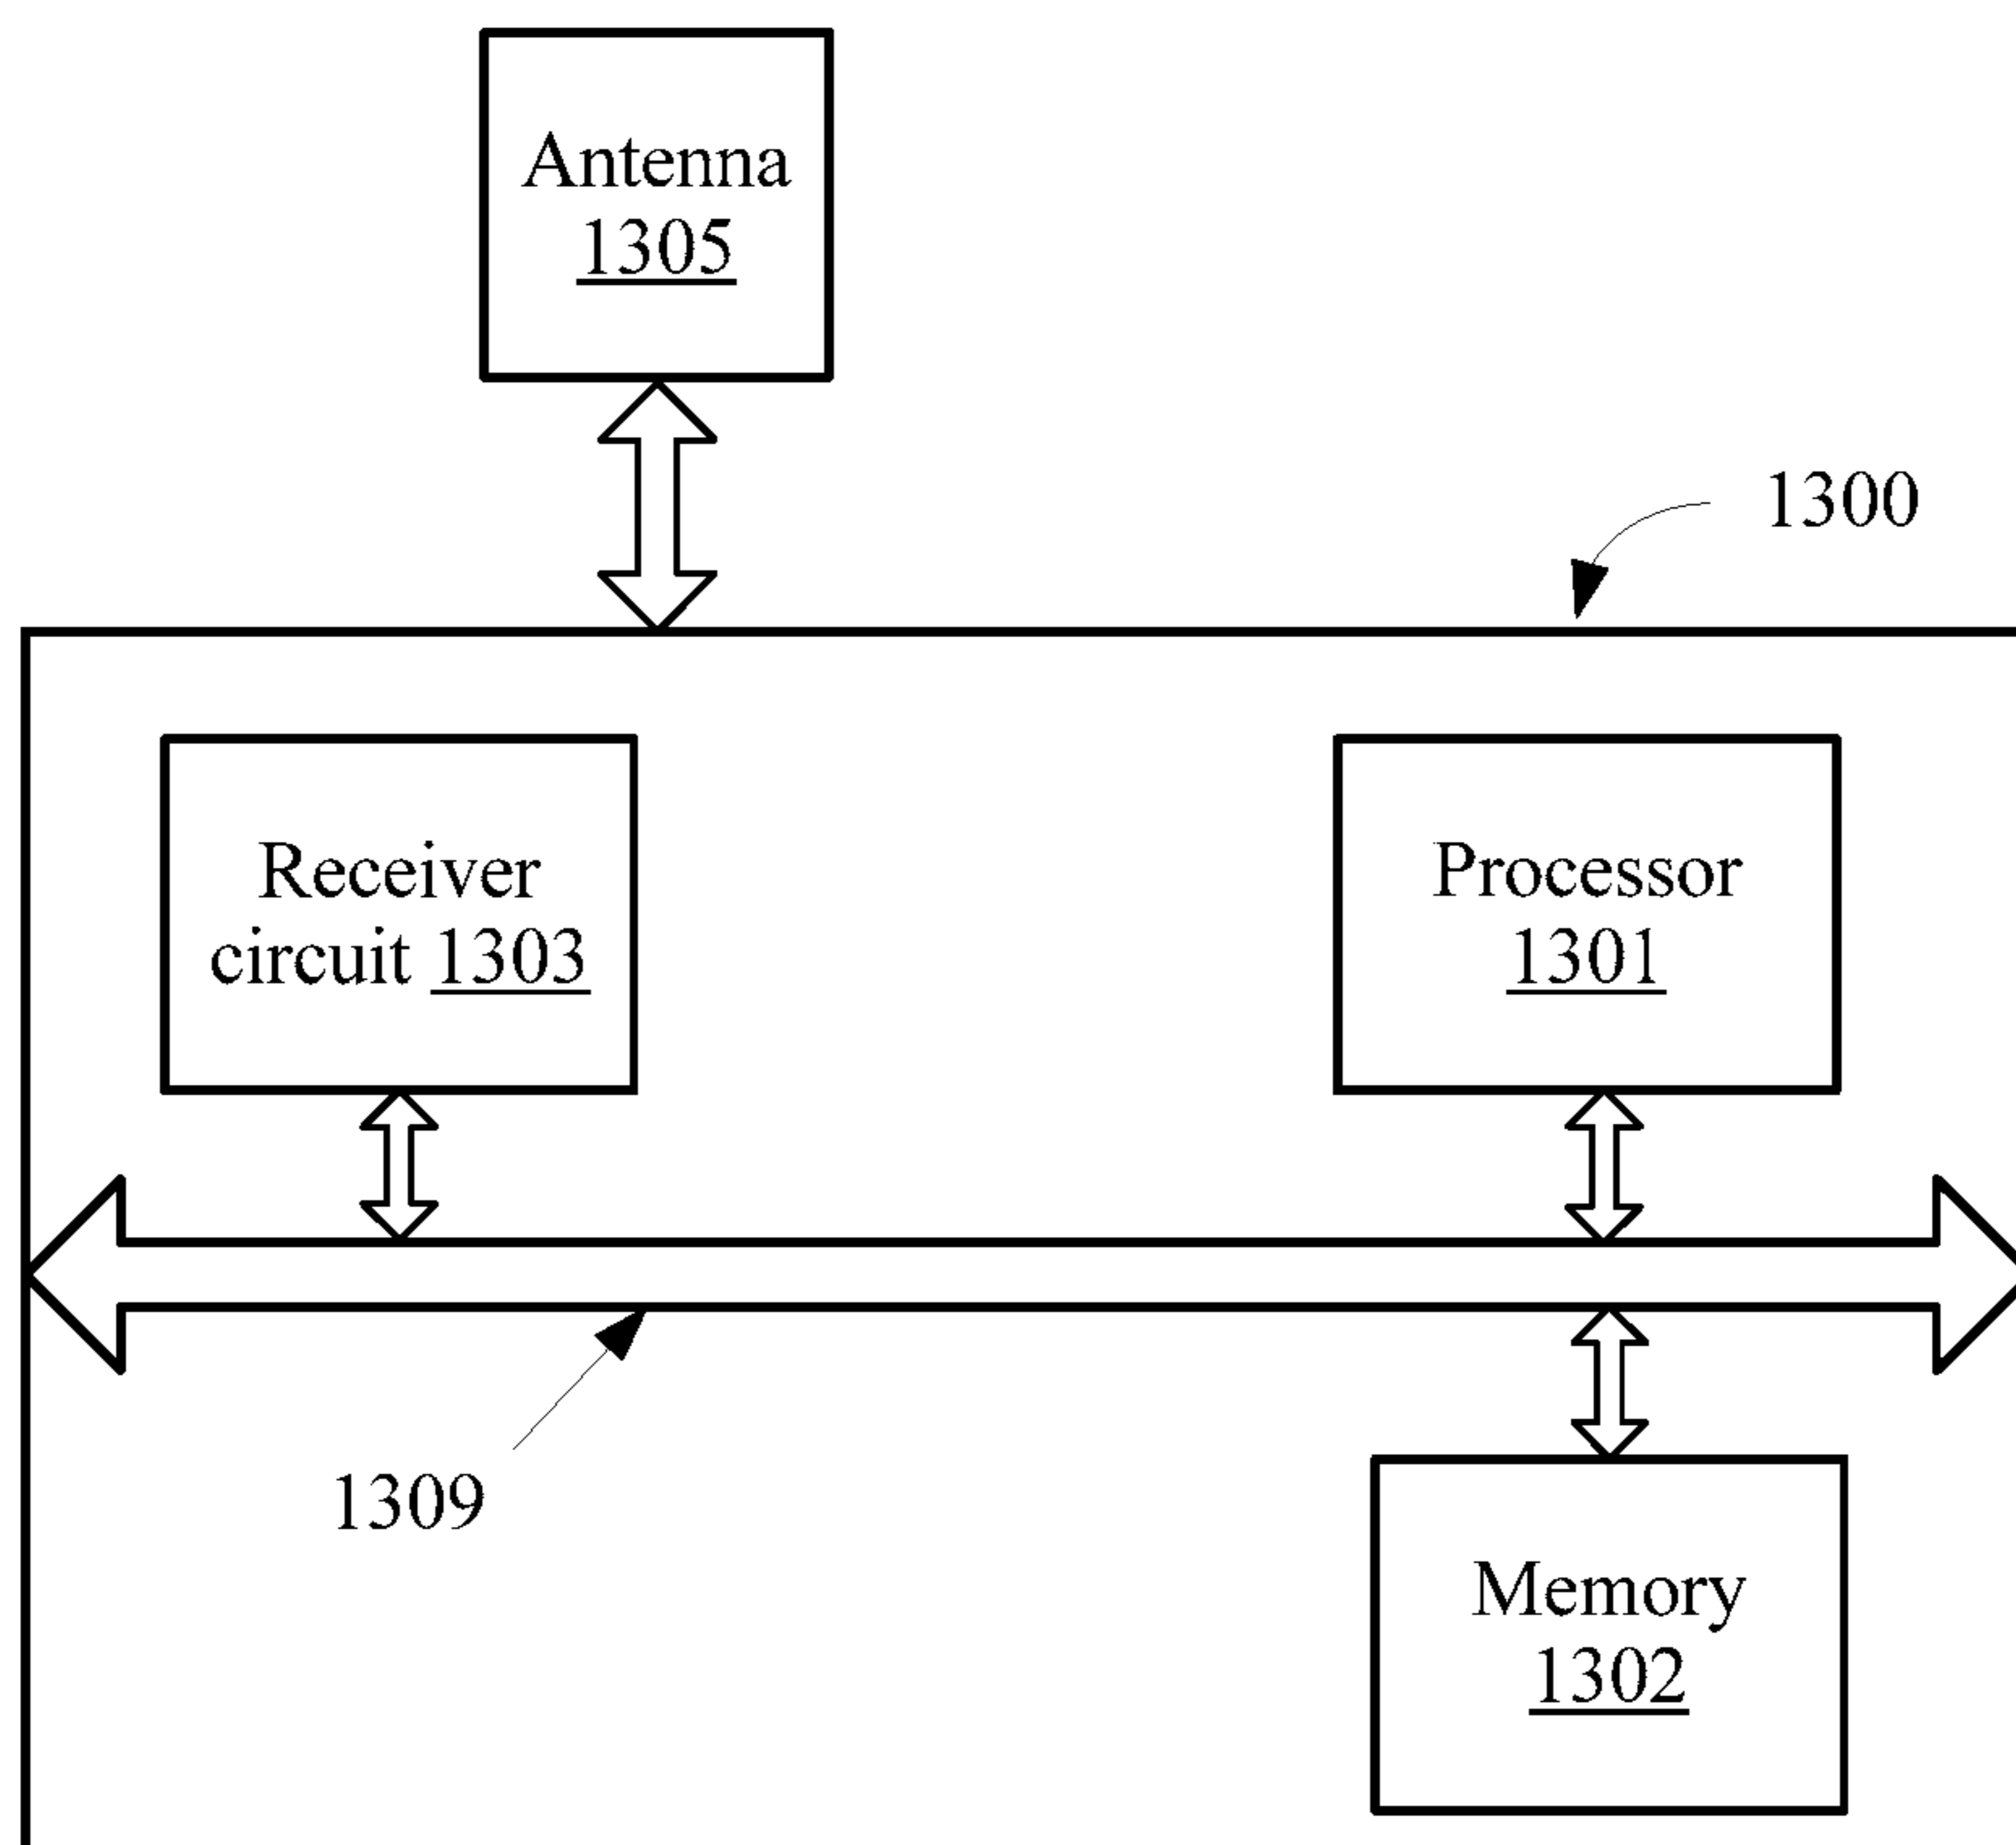 Antenna
1305
1300
Receiver
circuit 1303
Processor
1301
1309
Memory
1302